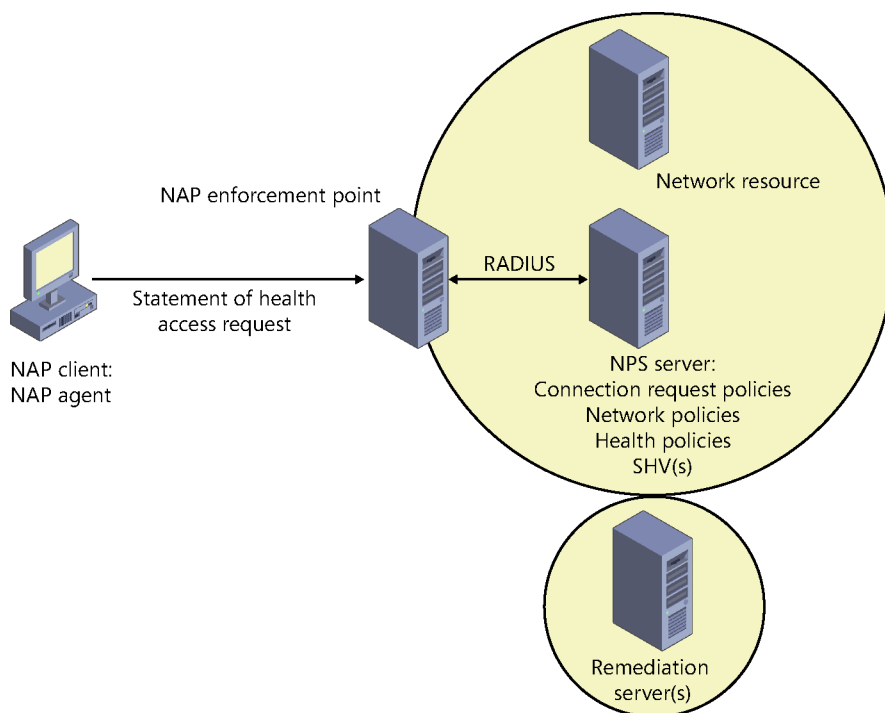 Network resource
NAP enforcement point
RADIUS
Statement of health
access request
NAP client:
NAP agent
NPS server:
Connection request policies
Network policies
Health policies
SHV(s)
Remediation
server(s)